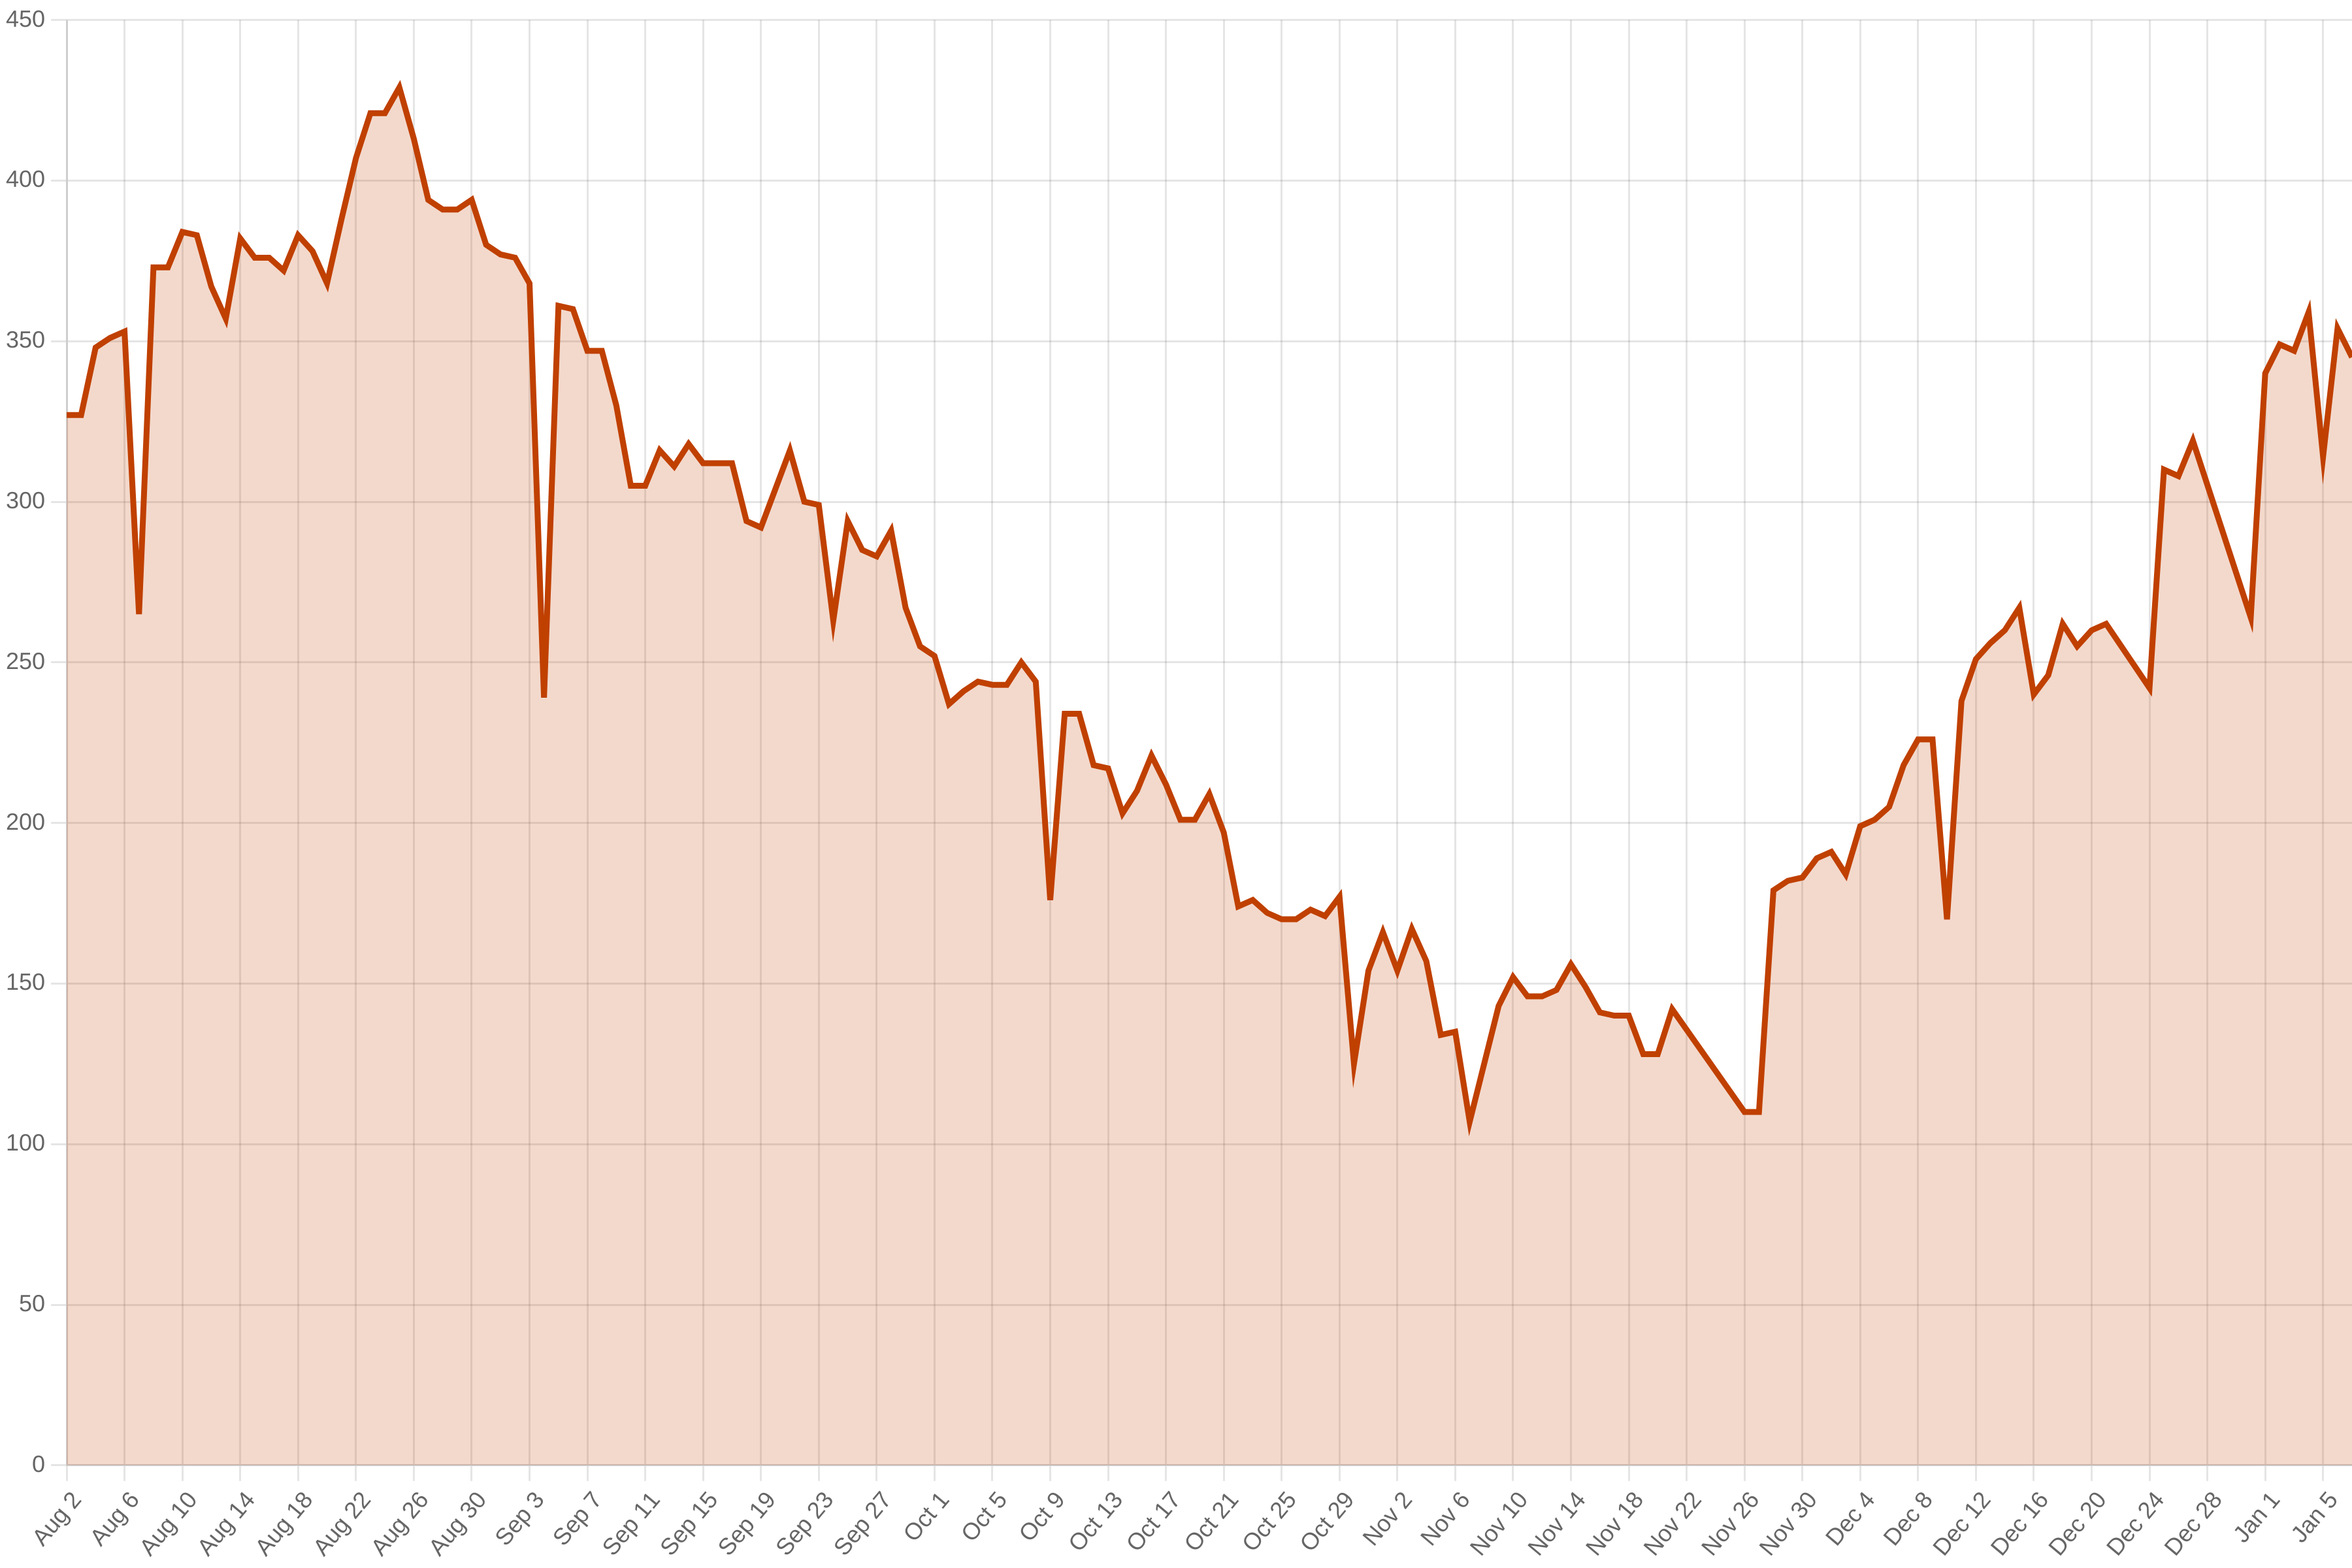 450
400
350
300
250
200
150
100
50
0
Aug 2
Aug 6
Aug 10
Aug 14
Aug 18
Aug 22
Aug 26
Aug 30
Sep 3
Sep 7
Sep 11
Sep 15
Sep 19
Sep 23
Sep 27
Oct 1
Oct 5
Oct 9
Oct 13
Oct 17
Oct 21
Oct 25
Oct 29
Nov 2
Nov 6
Nov 10
Nov 14
Nov 18
Nov 22
Nov 26
Nov 30
Dec 4
Dec 8
Dec 12
Dec 16
Dec 20
Dec 24
Dec 28
Jan 1
Jan 5